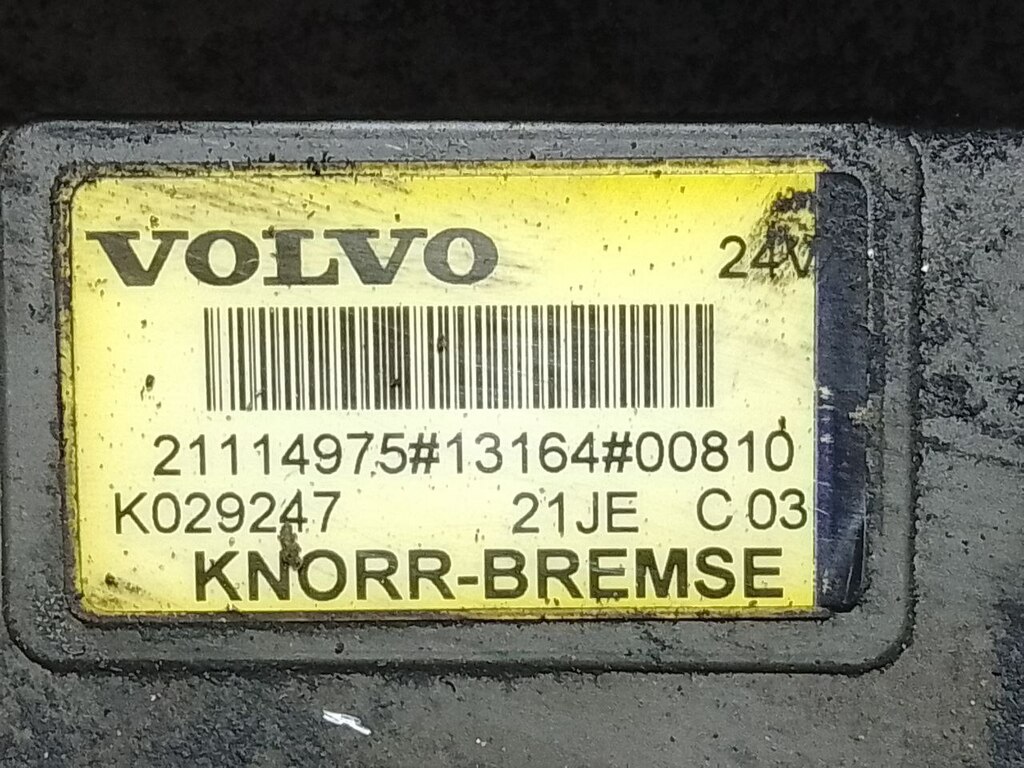 VOLVO 24V
21114975#13164#00810
K029247 21JE C 03
KNORR-BREMSE